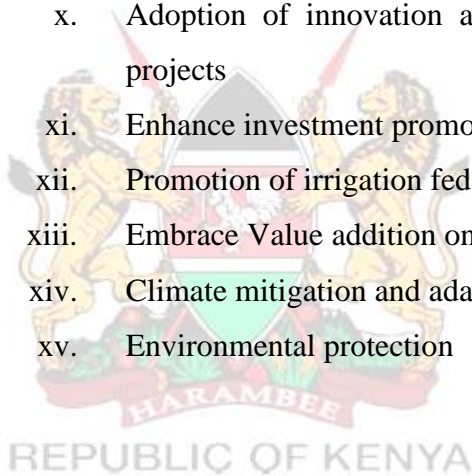 x. Adoption of innovation a
projects
xi. Enhance investment promo
xii. Promotion of irrigation fed
xiii. Embrace Value addition on
xiv. Climate mitigation and ada
xv. Environmental protection
HARAMBEE
REPUBLIC OF KENYA